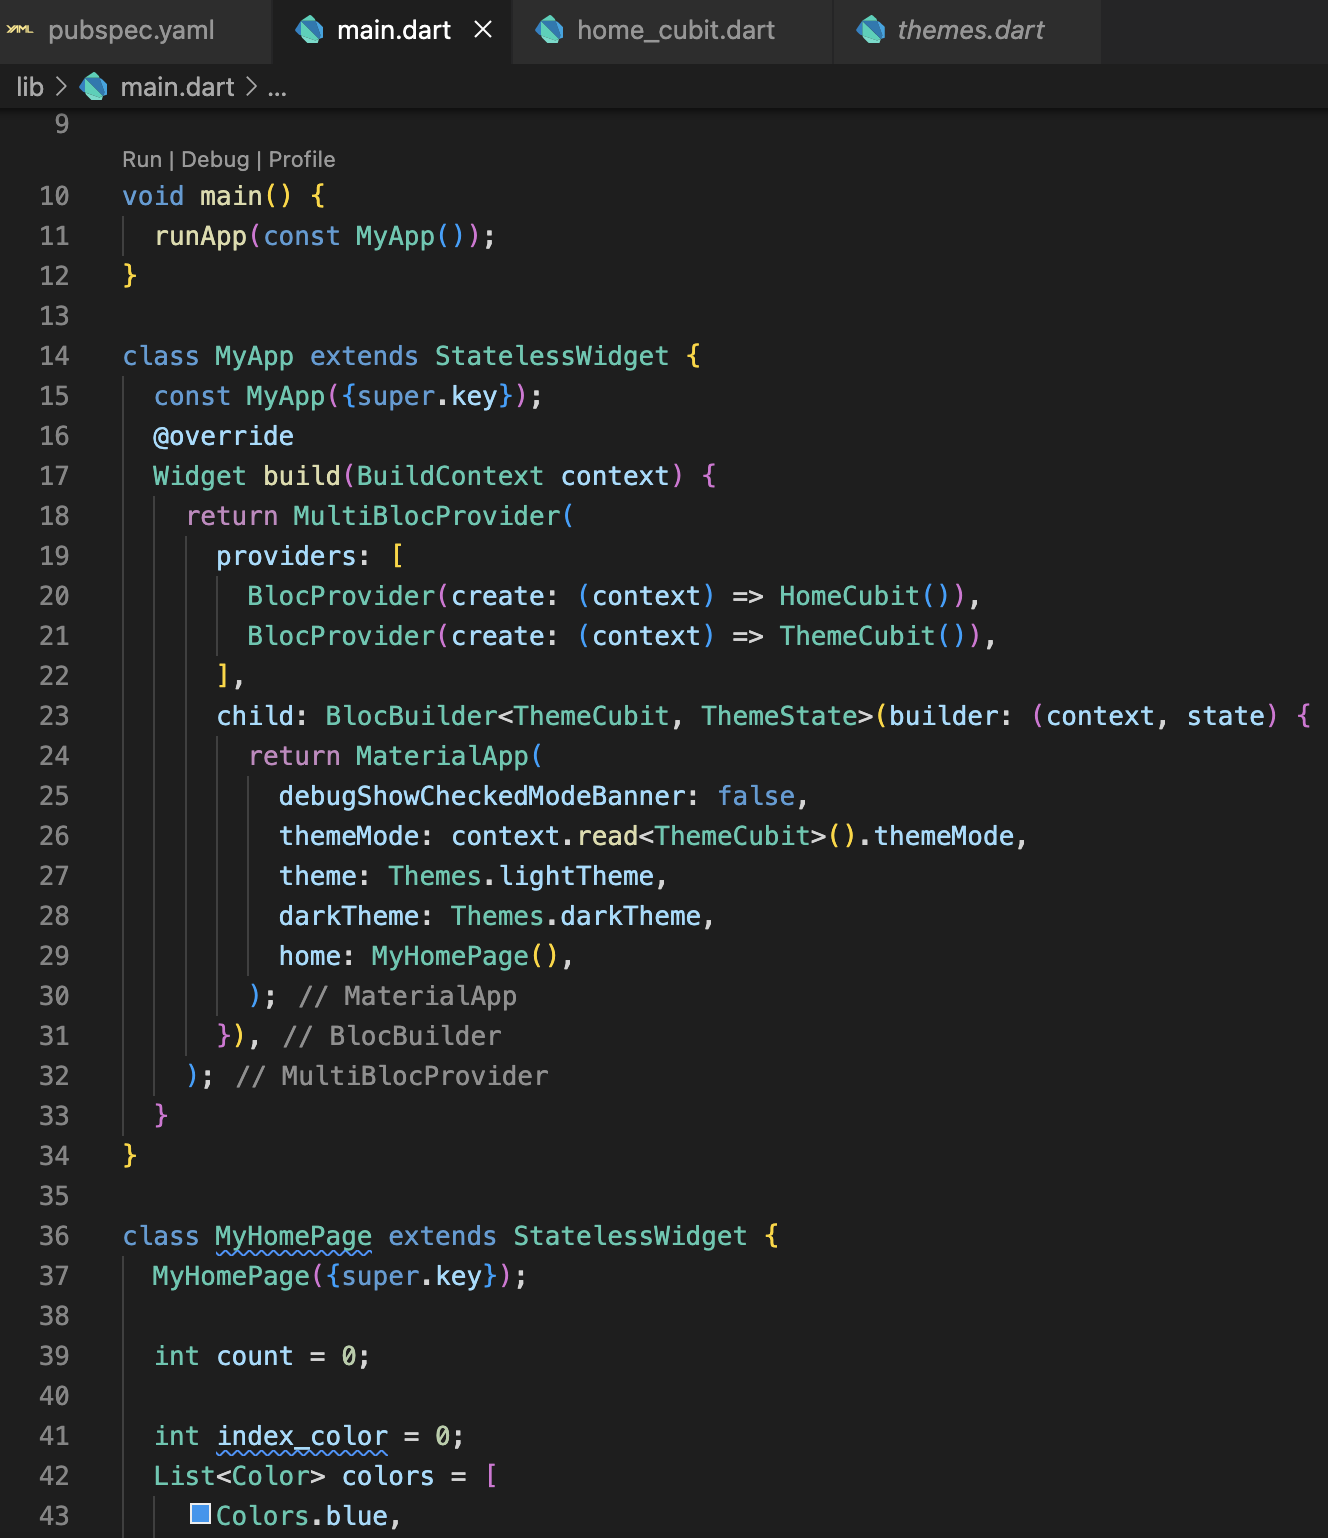 YAML pubspec.yaml main.dart × home_cubit.dart themes.dart
lib > main.dart > ...
9
Run | Debug | Profile
10 void main() {
11 runApp(const MyApp());
12 }
13
14 class MyApp extends StatelessWidget {
15 const MyApp({super.key});
16 @override
17 Widget build(BuildContext context) {
18 return MultiBlocProvider(
19 providers: [
20 BlocProvider(create: (context) => HomeCubit()),
21 BlocProvider(create: (context) => ThemeCubit()),
22 ],
23 child: BlocBuilder<ThemeCubit, ThemeState>(builder: (context, state) {
24 return MaterialApp(
25 debugShowCheckedModeBanner: false,
26 themeMode: context.read<ThemeCubit>().themeMode,
27 theme: Themes.lightTheme,
28 darkTheme: Themes.darkTheme,
29 home: MyHomePage(),
30 ); // MaterialApp
31 }), // BlocBuilder
32 ); // MultiBlocProvider
33 }
34 }
35
36 class MyHomePage extends StatelessWidget {
37 MyHomePage({super.key});
38
39 int count = 0;
40
41 int index_color = 0;
42 List<Color> colors = [
43 Colors.blue,